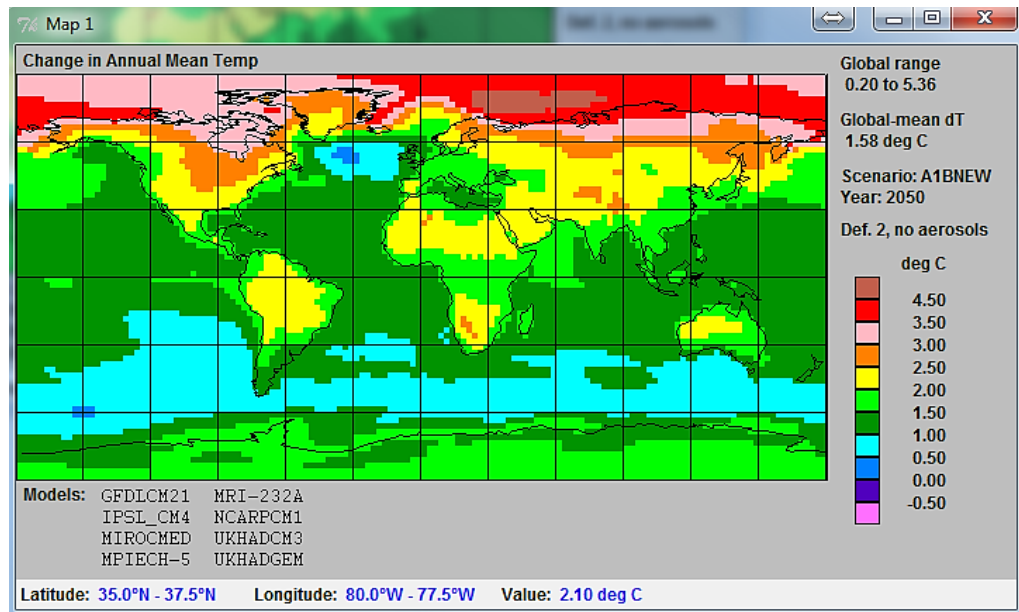 Map 1
Def. 2, no aerosols
Change in Annual Mean Temp
Global range
0.20 to 5.36
Global-mean dT
1.58 deg C
Scenario: A1BNEW
Year: 2050
Def. 2, no aerosols
deg C
4.50
3.50
3.00
2.50
2.00
1.50
1.00
0.50
0.00
-0.50
Models: GFDLCM21 MRI-232A
IPSL_CM4 NCARPCM1
MIROCMED UKHADCM3
MPIECH-5 UKHADGEM
Latitude: 35.0°N - 37.5°N Longitude: 80.0°W - 77.5°W Value: 2.10 deg C